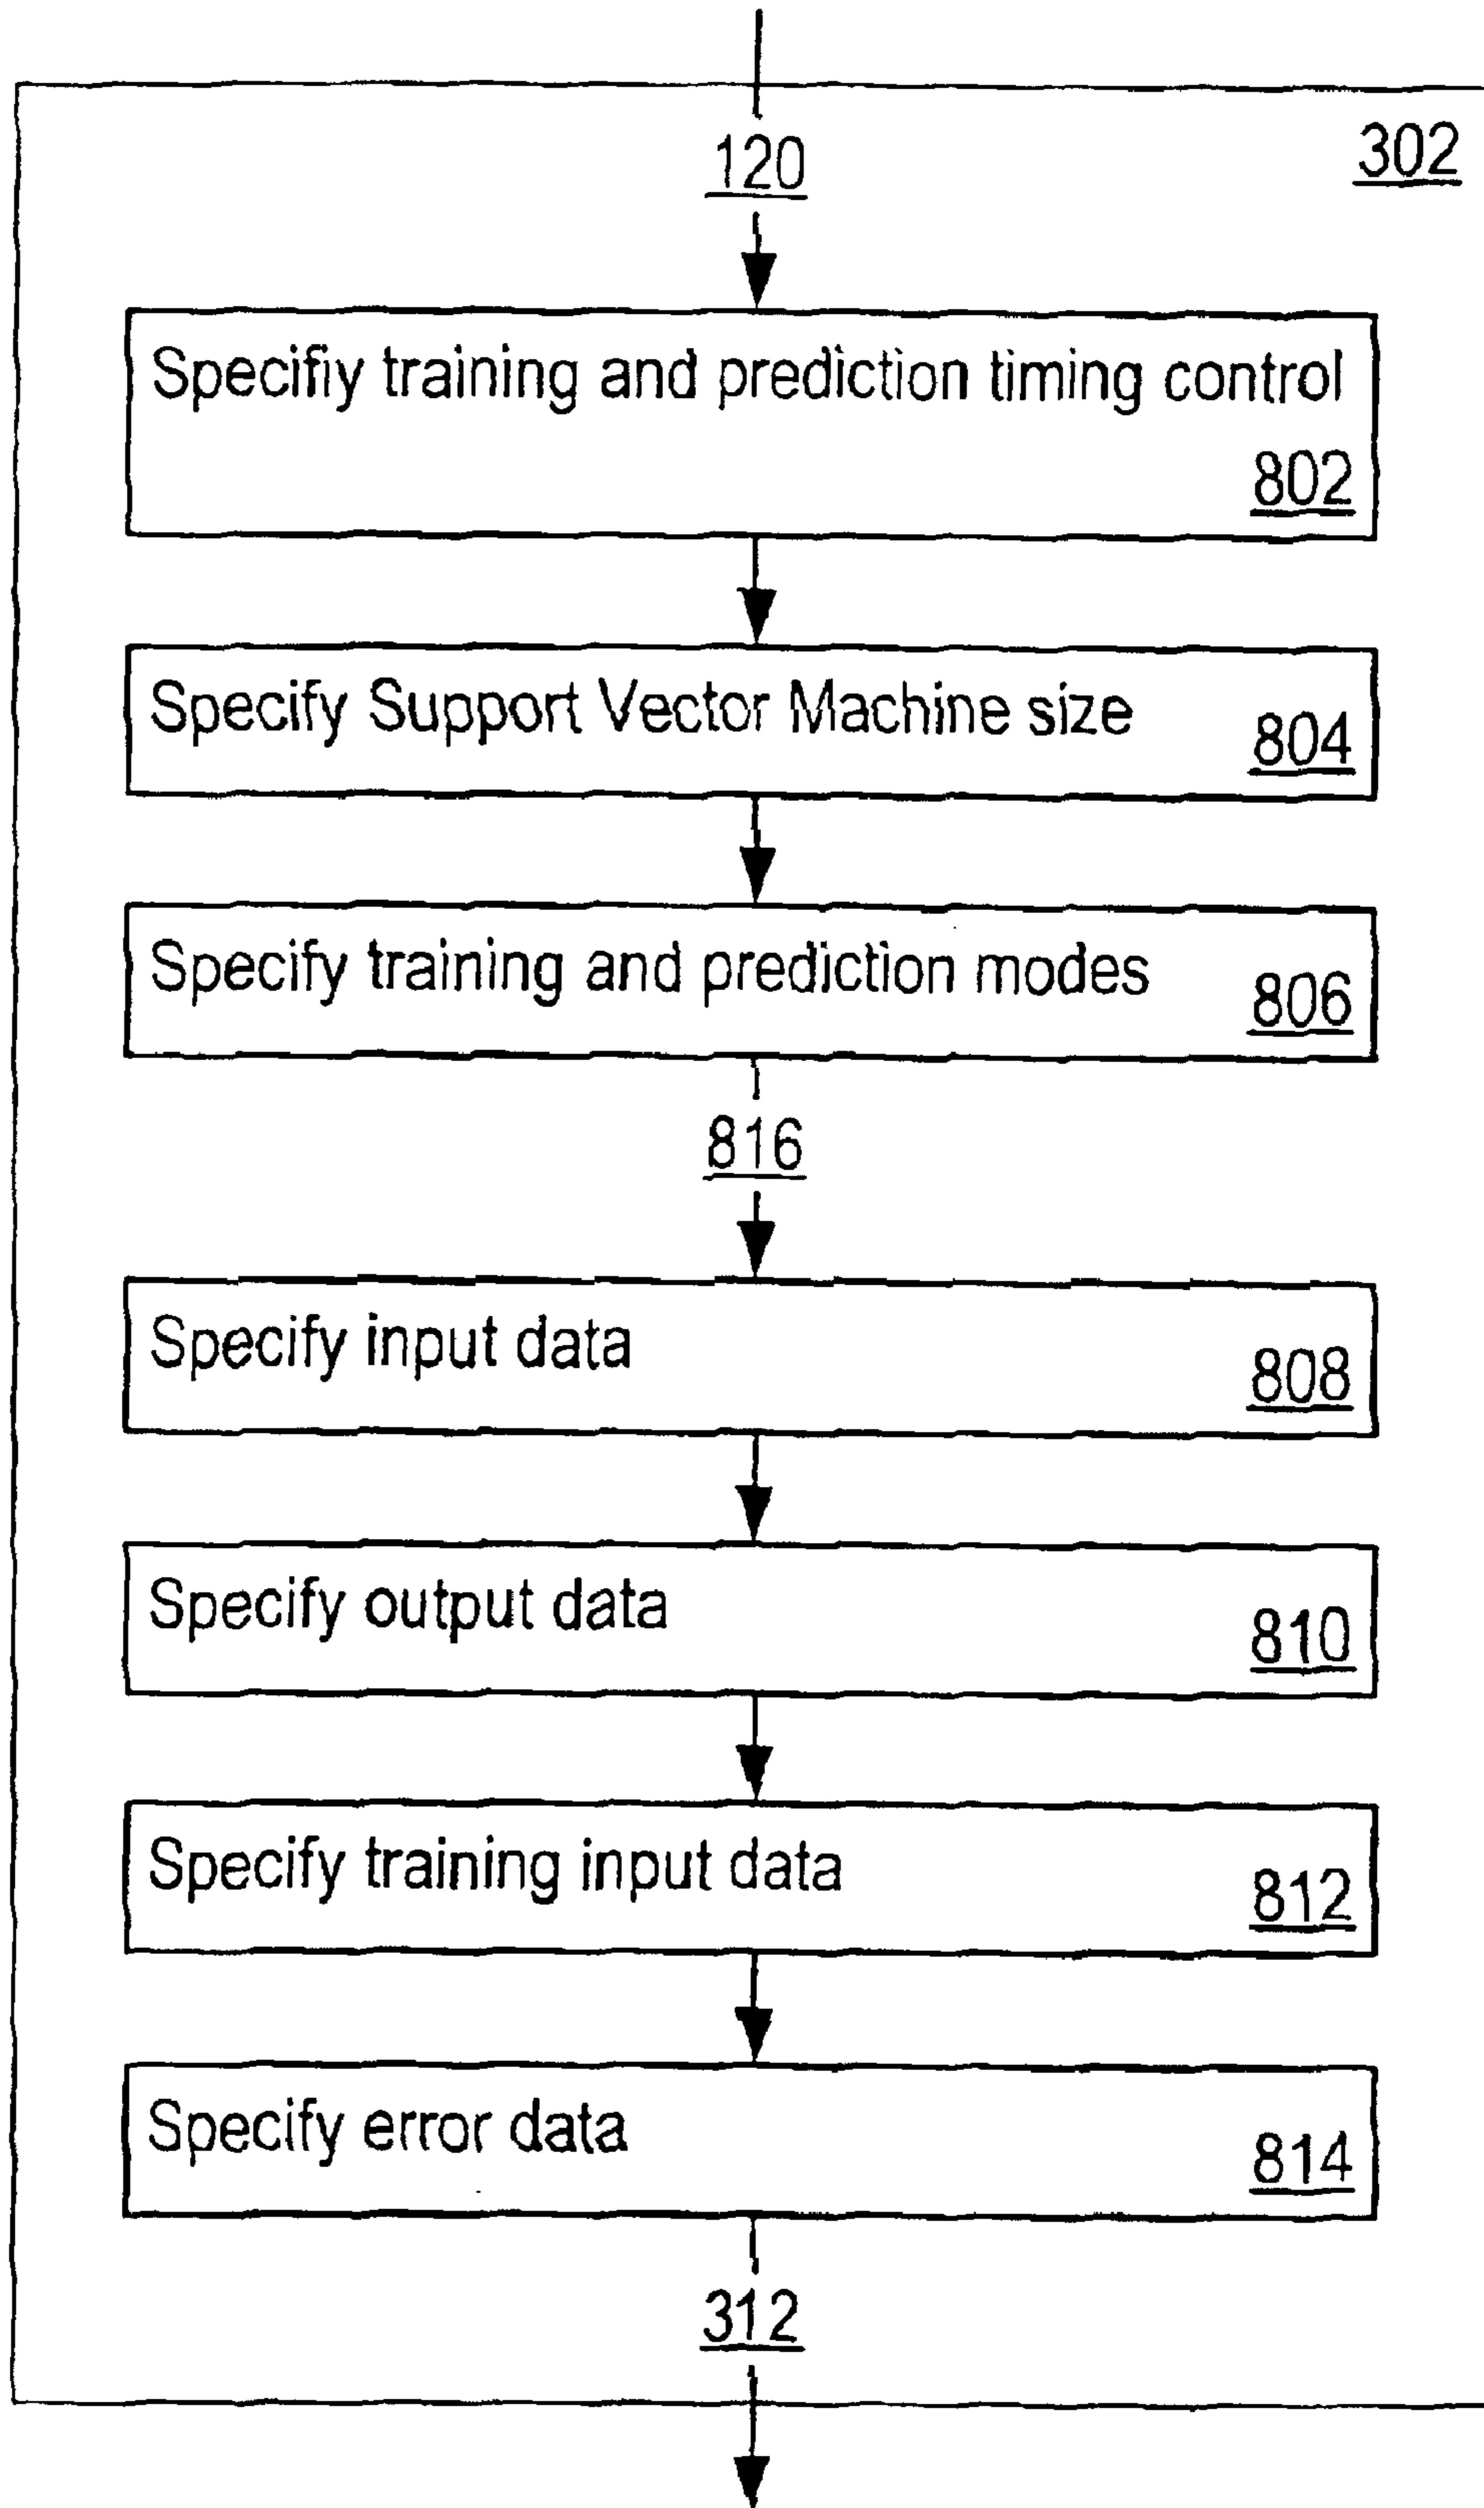 120
302
Specifiy training and prediction timing control
802
Specify Support Vector Machine size
804
Specify training and prediction modes
806
816
Specify input data
808
Specify output data
810
Specify training input data
812
Specify error data
814
312